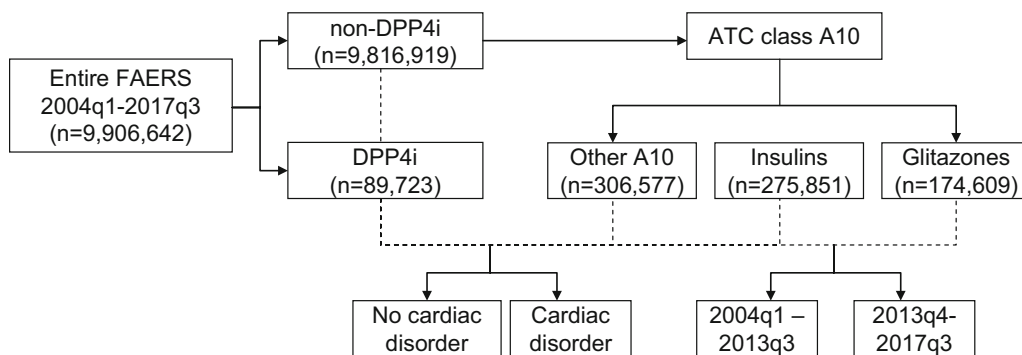 Entire FAERS
2004q1-2017q3
(n=9,906,642)
non-DPP4i
(n=9,816,919)
ATC class A10
DPP4i
(n=89,723)
Other A10
(n=306,577)
Insulins
(n=275,851)
Glitazones
(n=174,609)
No cardiac
disorder
Cardiac
disorder
2004q1 –
2013q3
2013q4-
2017q3